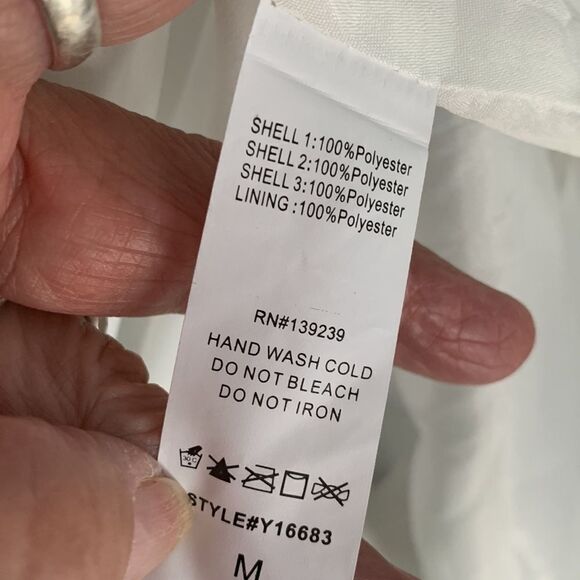 SHELL 1:100%Polyester
SHELL 2:100%Polyester
SHELL 3:100%Polyester
LINING :100%Polyester
RN#139239
HAND WASH COLD
DO NOT BLEACH
DO NOT IRON
STYLE#Y16683
M